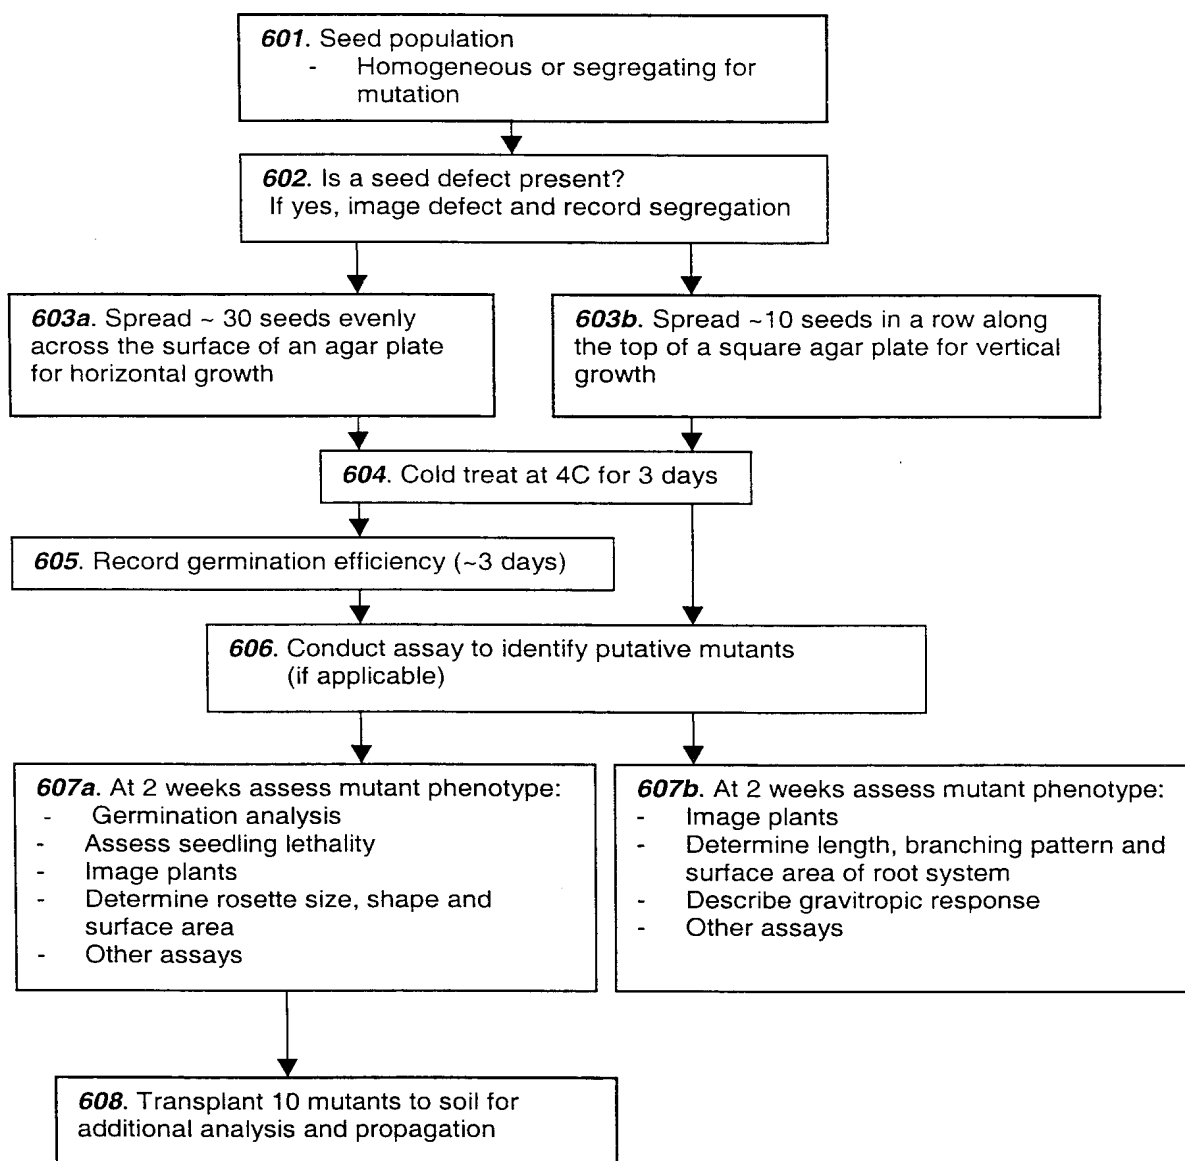 601. Seed population
- Homogeneous or segregating for
mutation
602. Is a seed defect present?
If yes, image defect and record segregation
603a. Spread ~ 30 seeds evenly
across the surface of an agar plate
for horizontal growth
603b. Spread ~10 seeds in a row along
the top of a square agar plate for vertical
growth
604. Cold treat at 4C for 3 days
605. Record germination efficiency (~3 days)
606. Conduct assay to identify putative mutants
(if applicable)
607a. At 2 weeks assess mutant phenotype:
- Germination analysis
- Assess seedling lethality
- Image plants
- Determine rosette size, shape and
surface area
- Other assays
607b. At 2 weeks assess mutant phenotype:
- Image plants
- Determine length, branching pattern and
surface area of root system
- Describe gravitropic response
- Other assays
608. Transplant 10 mutants to soil for
additional analysis and propagation